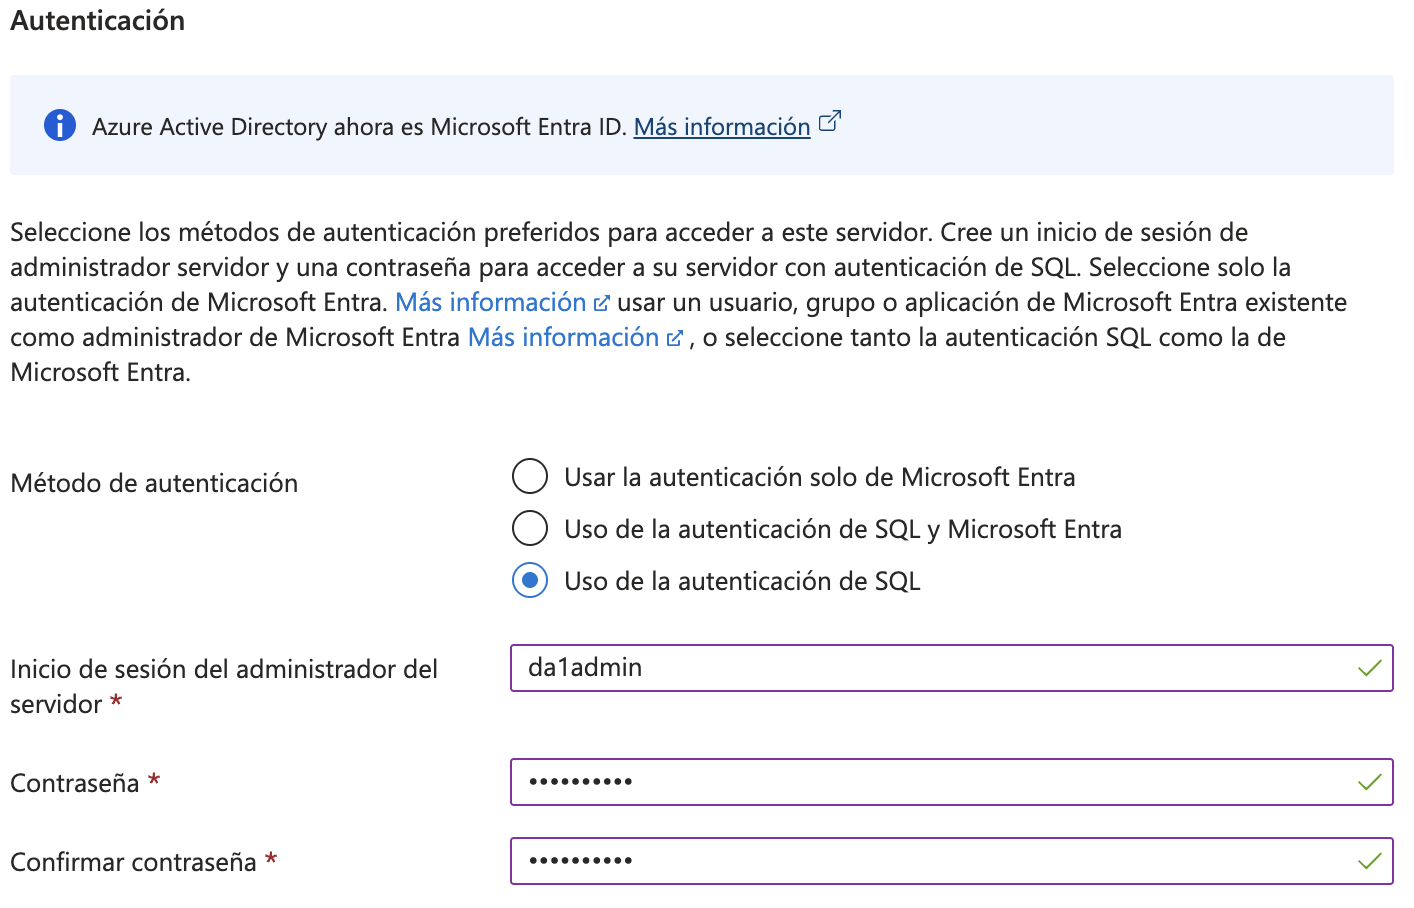 Autenticación
Azure Active Directory ahora es Microsoft Entra ID. Más información
Seleccione los métodos de autenticación preferidos para acceder a este servidor. Cree un inicio de sesión de
administrador servidor y una contraseña para acceder a su servidor con autenticación de SQL. Seleccione solo la
autenticación de Microsoft Entra. Más información usar un usuario, grupo o aplicación de Microsoft Entra existente
como administrador de Microsoft Entra Más información , o seleccione tanto la autenticación SQL como la de
Microsoft Entra.
Método de autenticación
Usar la autenticación solo de Microsoft Entra
Uso de la autenticación de SQL y Microsoft Entra
Uso de la autenticación de SQL
Inicio de sesión del administrador del
servidor *
da1admin
Contraseña *
••••••••••
Confirmar contraseña *
••••••••••